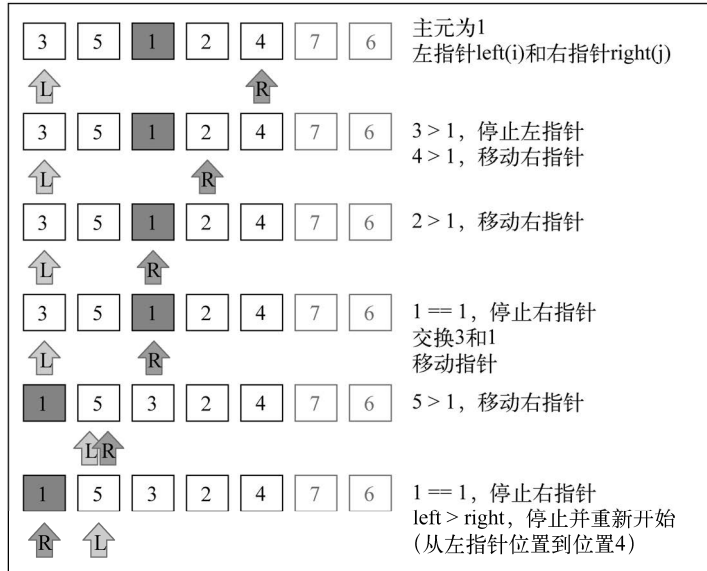 3 5 1 2 4 7 6
主元为1
左指针left(i)和右指针right(j)
L R
3 5 1 2 4 7 6
3 > 1，停止左指针
4 > 1，移动右指针
L R
3 5 1 2 4 7 6
2 > 1，移动右指针
L R
3 5 1 2 4 7 6
1 == 1，停止右指针
交换3和1
移动指针
L R
1 5 3 2 4 7 6
5 > 1，移动右指针
L R
1 5 3 2 4 7 6
1 == 1，停止右指针
left > right，停止并重新开始
（从左指针位置到位置4）
R L